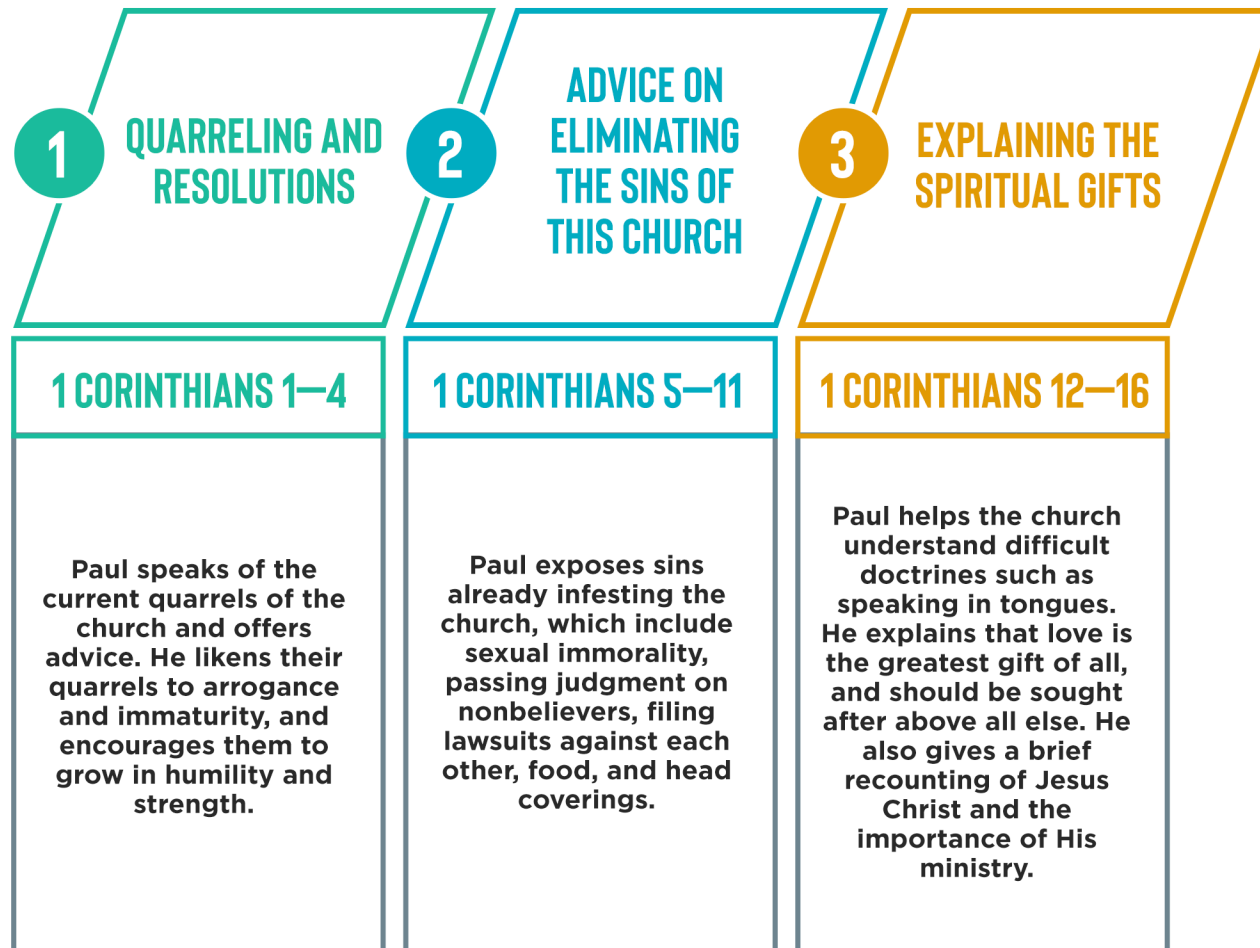 1
QUARRELING AND
RESOLUTIONS
2
ADVICE ON
ELIMINATING
THE SINS OF
THIS CHURCH
3
EXPLAINING THE
SPIRITUAL GIFTS
1 CORINTHIANS 1—4
Paul speaks of the
current quarrels of the
church and offers
advice. He likens their
quarrels to arrogance
and immaturity, and
encourages them to
grow in humility and
strength.
1 CORINTHIANS 5—11
Paul exposes sins
already infesting the
church, which include
sexual immorality,
passing judgment on
nonbelievers, filing
lawsuits against each
other, food, and head
coverings.
1 CORINTHIANS 12—16
Paul helps the church
understand difficult
doctrines such as
speaking in tongues.
He explains that love is
the greatest gift of all,
and should be sought
after above all else. He
also gives a brief
recounting of Jesus
Christ and the
importance of His
ministry.